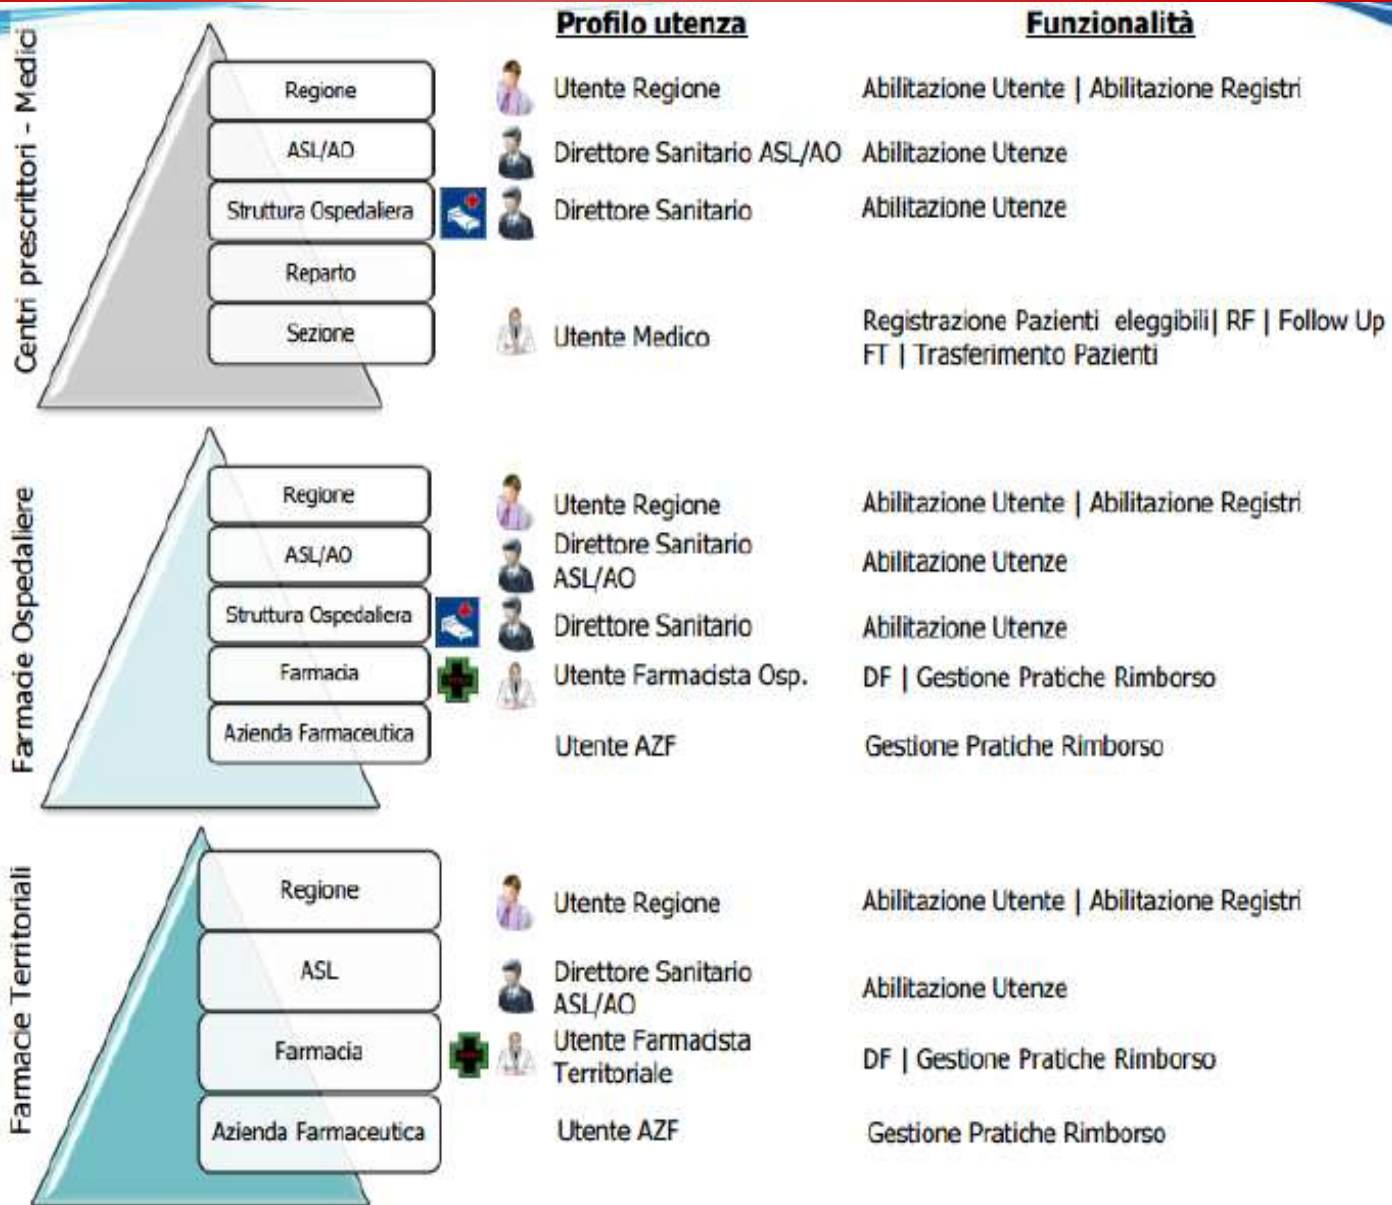 Profilo utenza
Funzionalità
Centri prescrittori - Medici
Regione
Utente Regione
Abilitazione Utente | Abilitazione Registri
ASL/AO
Direttore Sanitario ASL/AO
Abilitazione Utenze
Struttura Ospedaliera
Direttore Sanitario
Abilitazione Utenze
Reparto
Sezione
Utente Medico
Registrazione Pazienti eleggibili| RF | Follow Up
FT | Trasferimento Pazienti
Farmacie Ospedaliere
Regione
Utente Regione
Abilitazione Utente | Abilitazione Registri
ASL/AO
Direttore Sanitario
ASL/AO
Abilitazione Utenze
Struttura Ospedaliera
Direttore Sanitario
Abilitazione Utenze
Farmacia
Utente Farmacista Osp.
DF | Gestione Pratiche Rimborso
Azienda Farmaceutica
Utente AZF
Gestione Pratiche Rimborso
Farmacie Territoriali
Regione
Utente Regione
Abilitazione Utente | Abilitazione Registri
ASL
Direttore Sanitario
ASL/AO
Abilitazione Utenze
Farmacia
Utente Farmacista
Territoriale
DF | Gestione Pratiche Rimborso
Azienda Farmaceutica
Utente AZF
Gestione Pratiche Rimborso